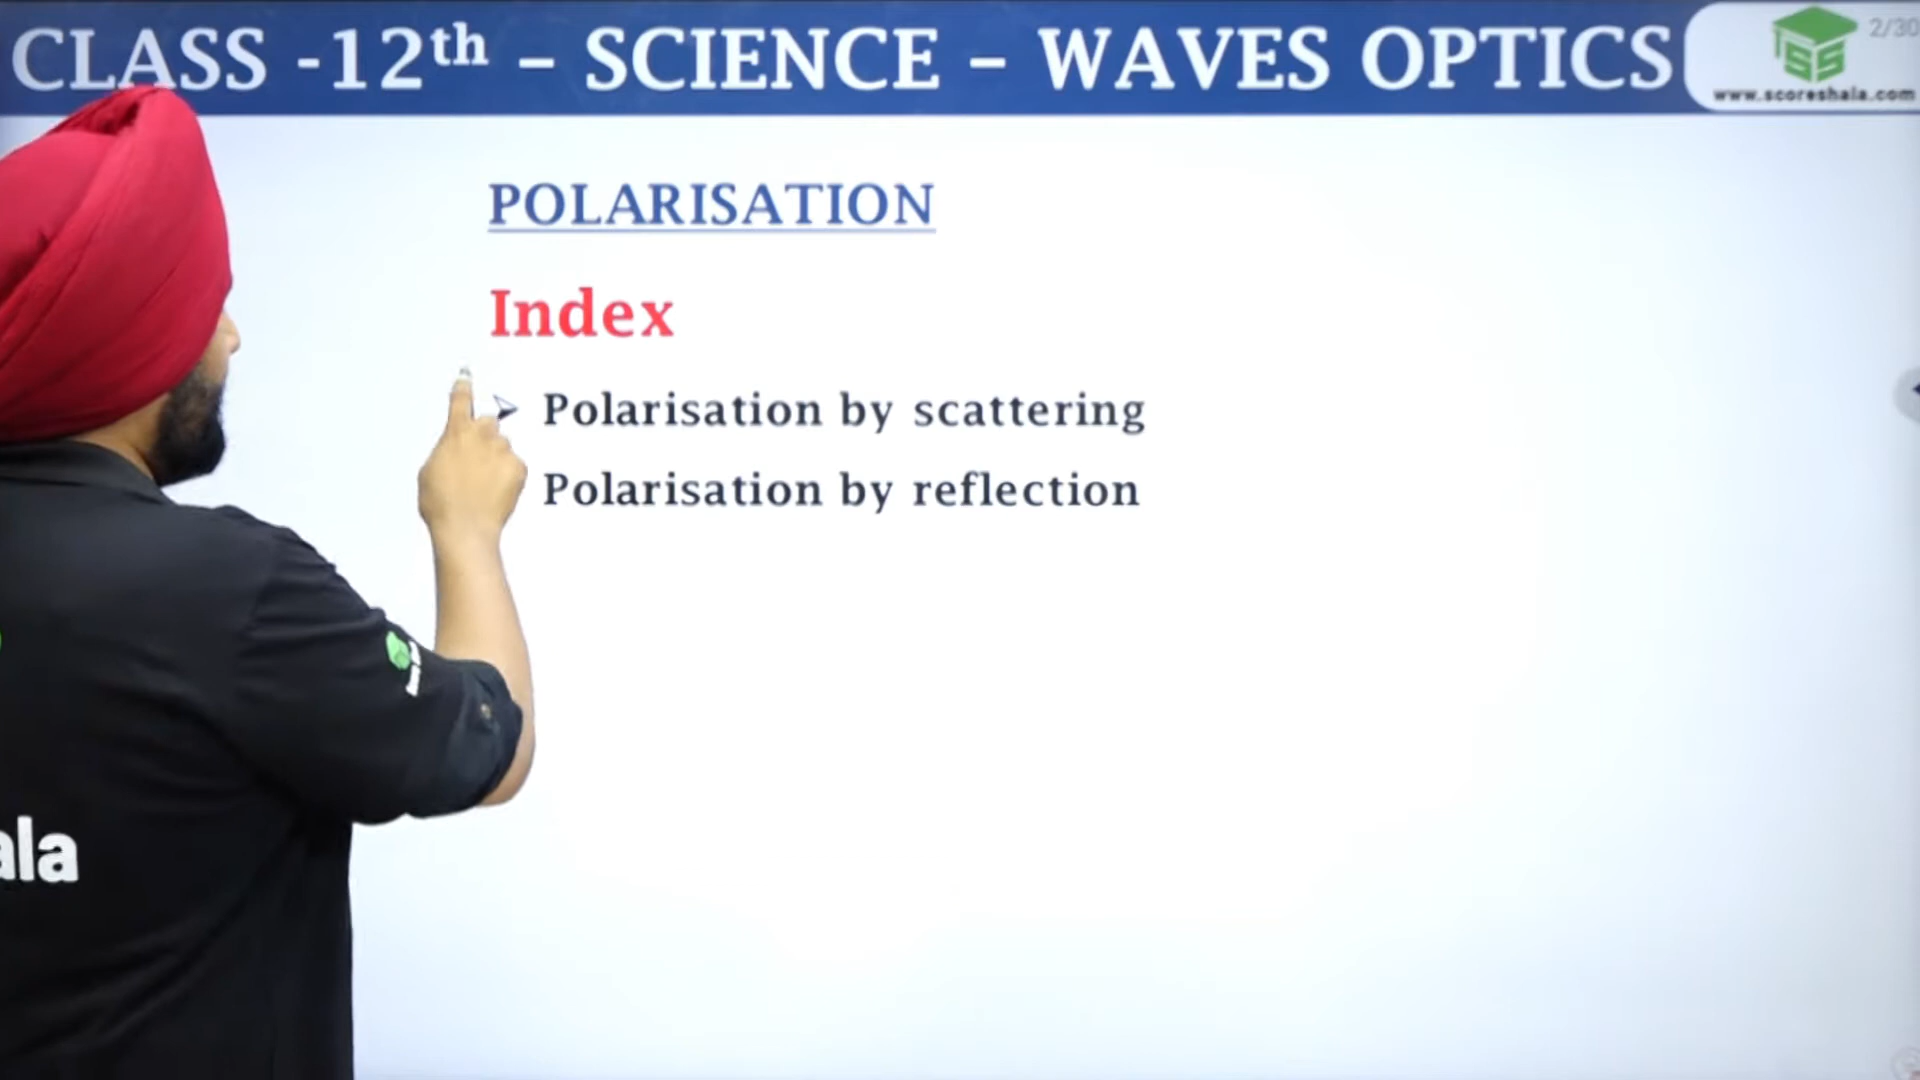 CLASS -12th – SCIENCE – WAVES OPTICS
2/30
SS
www.scoreshala.com
POLARISATION
Index
➢ Polarisation by scattering
Polarisation by reflection
ala